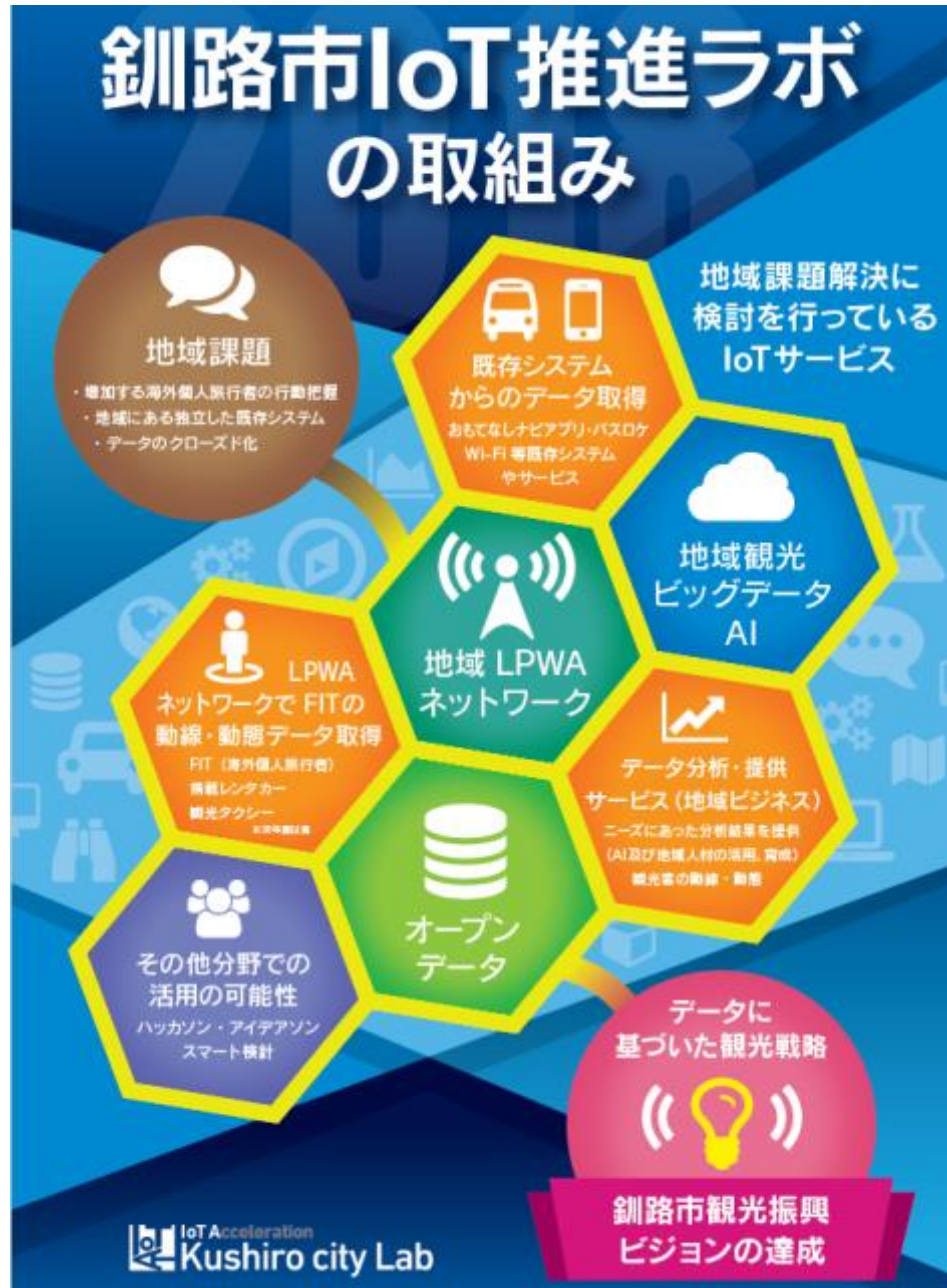 2018
釧路市IoT推進ラボ
の取組み
地域課題
・増加する海外個人旅行者の行動把握
・地域にある独立した既存システム
・データのクローズド化
既存システム
からのデータ取得
おもてなしナビアプリ・バスロケ
Wi-Fi 等既存システム
やサービス
地域課題解決に
検討を行っている
IoTサービス
地域観光
ビッグデータ
AI
地域 LPWA
ネットワーク
LPWA
ネットワークで FITの
動線・動態データ取得
FIT（海外個人旅行者）
搭載レンタカー
観光タクシー
データ分析・提供
サービス（地域ビジネス）
ニーズにあった分析結果を提供
（AI及び地域人材の活用、育成）
観光客の動線・動態
オープン
データ
その他分野での
活用の可能性
ハッカソン・アイデアソン
スマート検針
データに
基づいた観光戦略
釧路市観光振興
ビジョンの達成
IoT Acceleration
Kushiro city Lab